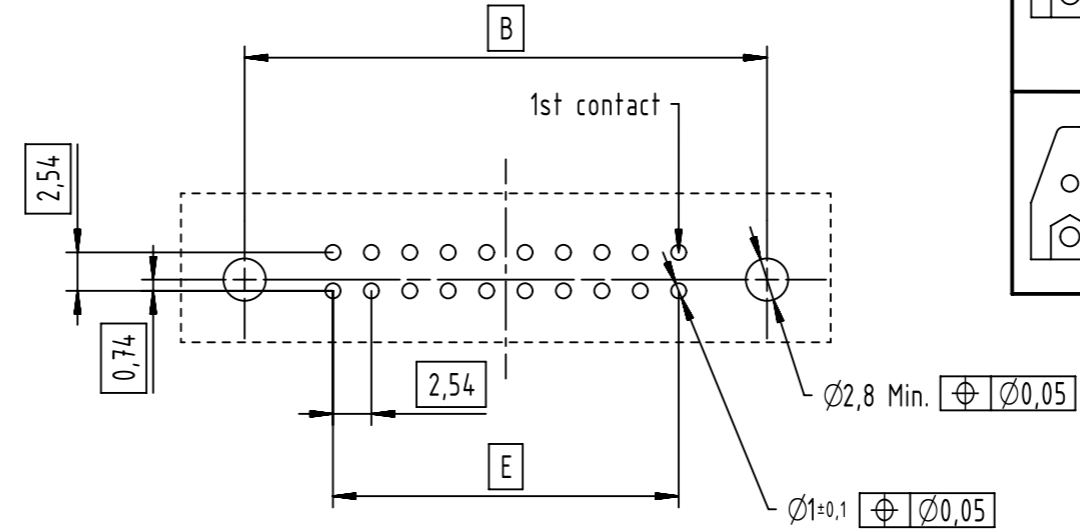 B
1st contact
2,54
0,74
2,54
Ø2,8 Min. ⌖ Ø0,05
E
Ø1±0,1 ⌖ Ø0,05